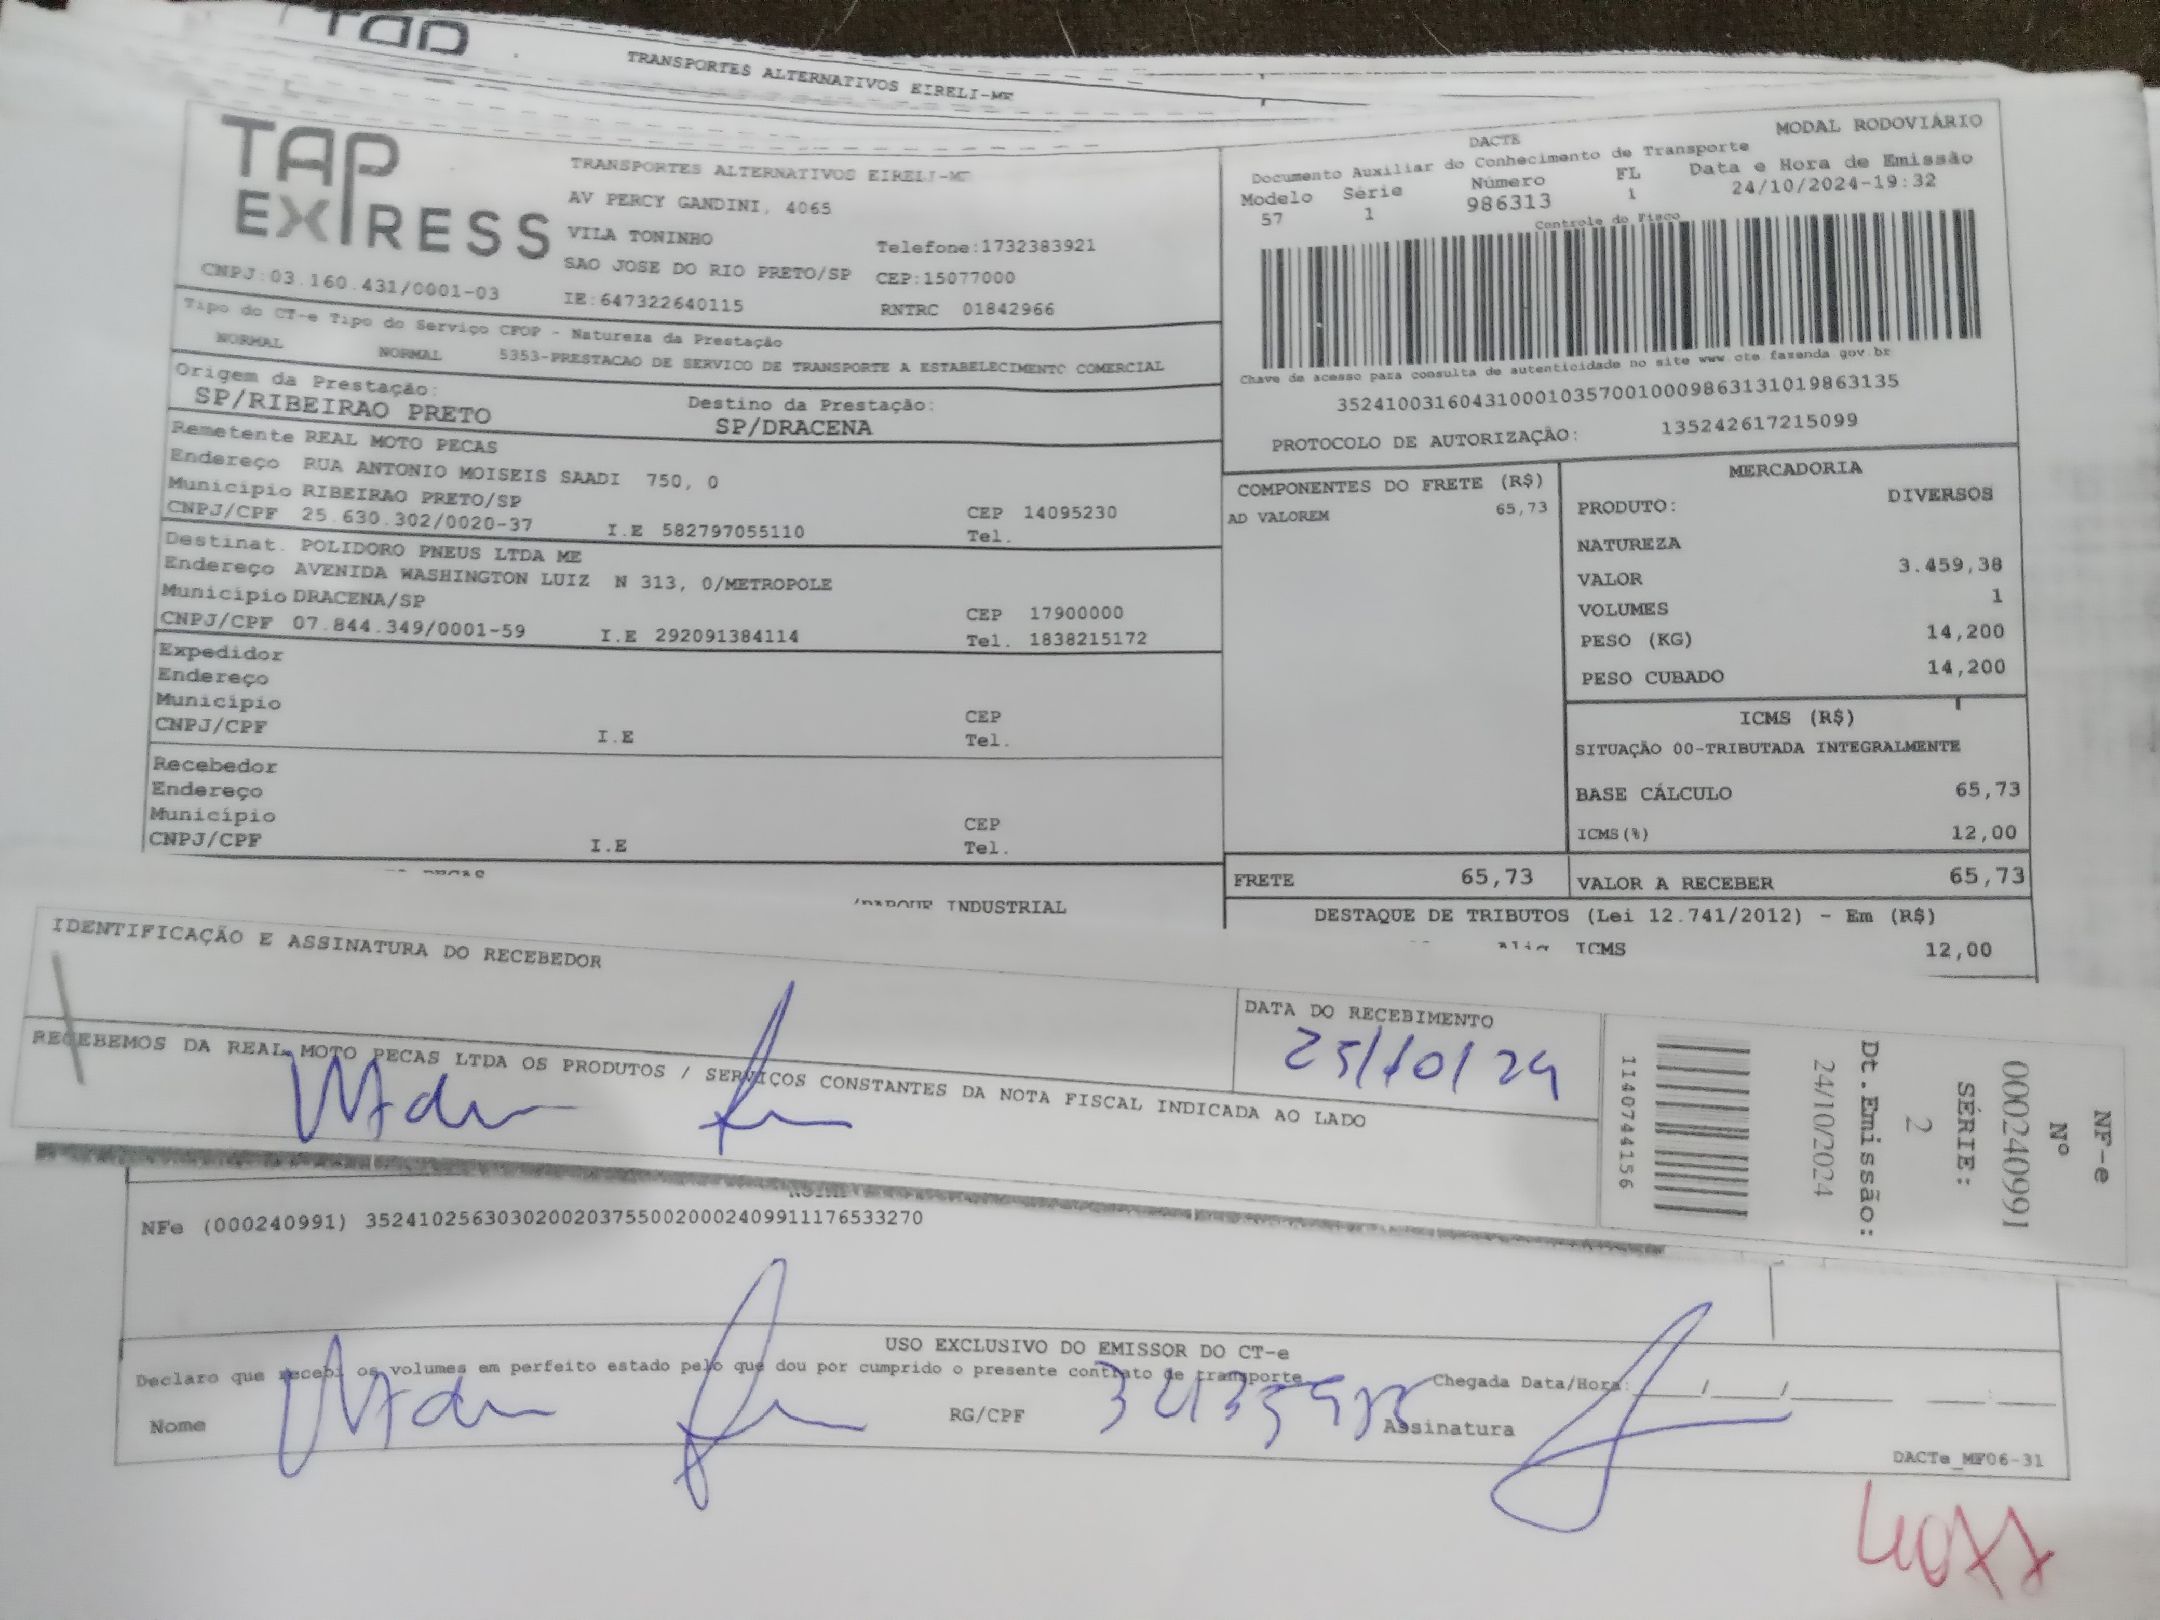 TRANSPORTES ALTERNATIVOS EIRELI-ME
TAP EXPRESS
TRANSPORTES ALTERNATIVOS EIRELI-ME
AV PERCY GANDINI, 4065
VILA TONINHO Telefone:1732383921
SAO JOSE DO RIO PRETO/SP CEP:15077000
CNPJ:03.160.431/0001-03 IE:647322640115 RNTRC 01842966
DACTE MODAL RODOVIÁRIO
Documento Auxiliar do Conhecimento de Transporte
Modelo Série Número FL Data e Hora de Emissão
57 1 986313 1 24/10/2024-19:32
Controle do Fisco
Chave de acesso para consulta de autenticidade no site www.cte.fazenda.gov.br
35241003160431000103570010009863131019863135
PROTOCOLO DE AUTORIZAÇÃO: 135242617215099
Tipo do CT-e Tipo do Serviço CFOP - Natureza da Prestação
NORMAL NORMAL 5353-PRESTACAO DE SERVICO DE TRANSPORTE A ESTABELECIMENTO COMERCIAL
Origem da Prestação: Destino da Prestação:
SP/RIBEIRAO PRETO SP/DRACENA
Remetente REAL MOTO PECAS
Endereço RUA ANTONIO MOISEIS SAADI 750, 0
Município RIBEIRAO PRETO/SP CEP 14095230
CNPJ/CPF 25.630.302/0020-37 I.E 582797055110 Tel.
Destinat. POLIDORO PNEUS LTDA ME
Endereço AVENIDA WASHINGTON LUIZ N 313, 0/METROPOLE
Município DRACENA/SP CEP 17900000
CNPJ/CPF 07.844.349/0001-59 I.E 292091384114 Tel. 1838215172
Expedidor
Endereço
Município CEP
CNPJ/CPF I.E Tel.
Recebedor
Endereço
Município CEP
CNPJ/CPF I.E Tel.
INDUSTRIAL
COMPONENTES DO FRETE (R$)
AD VALOREM 65,73
MERCADORIA
PRODUTO: DIVERSOS
NATUREZA
VALOR 3.459,38
VOLUMES 1
PESO (KG) 14,200
PESO CUBADO 14,200
ICMS (R$)
SITUAÇÃO 00-TRIBUTADA INTEGRALMENTE
BASE CÁLCULO 65,73
ICMS(%) 12,00
FRETE 65,73 VALOR A RECEBER 65,73
DESTAQUE DE TRIBUTOS (Lei 12.741/2012) - Em (R$)
ICMS 12,00
IDENTIFICAÇÃO E ASSINATURA DO RECEBEDOR
DATA DO RECEBIMENTO
25/10/24
RECEBEMOS DA REAL MOTO PECAS LTDA OS PRODUTOS / SERVIÇOS CONSTANTES DA NOTA FISCAL INDICADA AO LADO
NF-e
Nº
000240991
SÉRIE:
2
Dt.Emissão:
24/10/2024
11407441​56
NFe (000240991) 35241025630302002037550020002409911176533270
USO EXCLUSIVO DO EMISSOR DO CT-e
Declaro que recebi os volumes em perfeito estado pelo que dou por cumprido o presente contrato de transporte
Chegada Data/Hora: / /
Nome RG/CPF Assinatura
DACTe_MF06-31